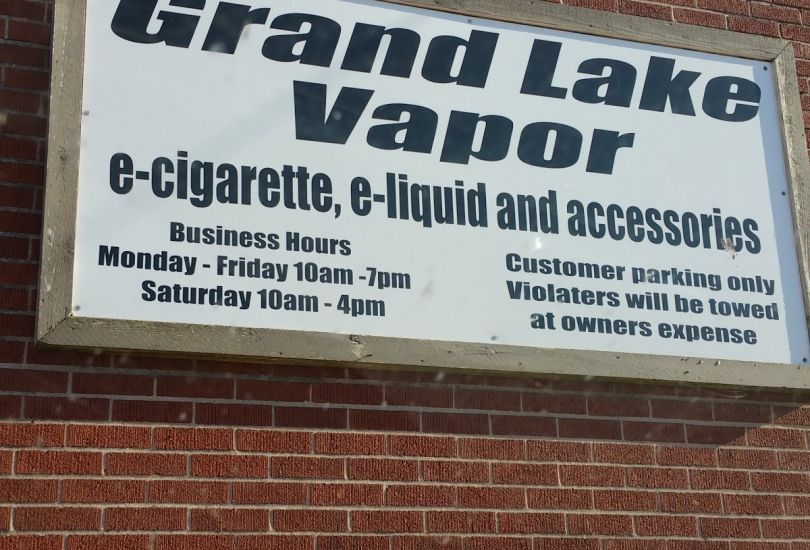 Grand Lake
Vapor
e-cigarette, e-liquid and accessories
Business Hours
Monday - Friday 10am -7pm
Saturday 10am - 4pm
Customer parking only
Violaters will be towed
at owners expense